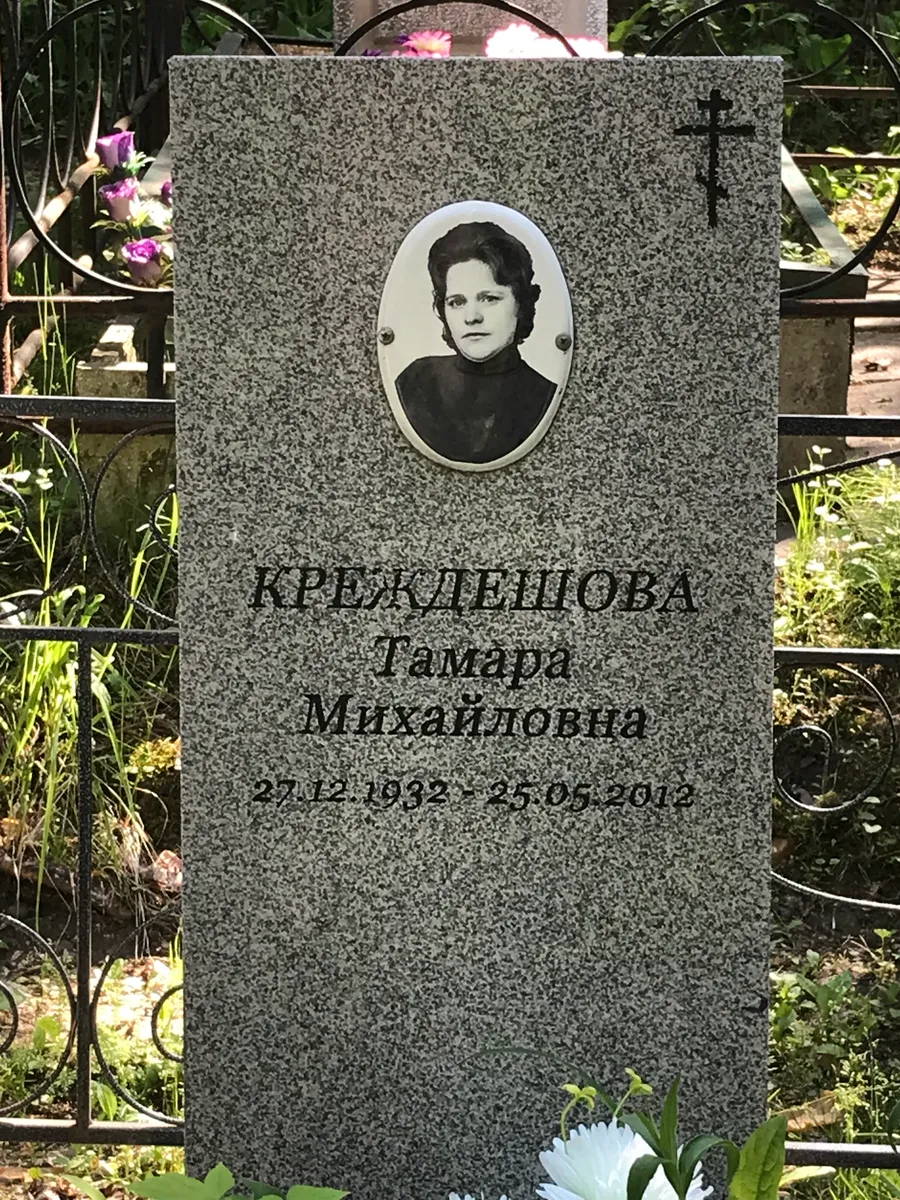 КРЕЖДЕШОВА
Тамара
Михайловна
27.12.1932 - 25.05.2012